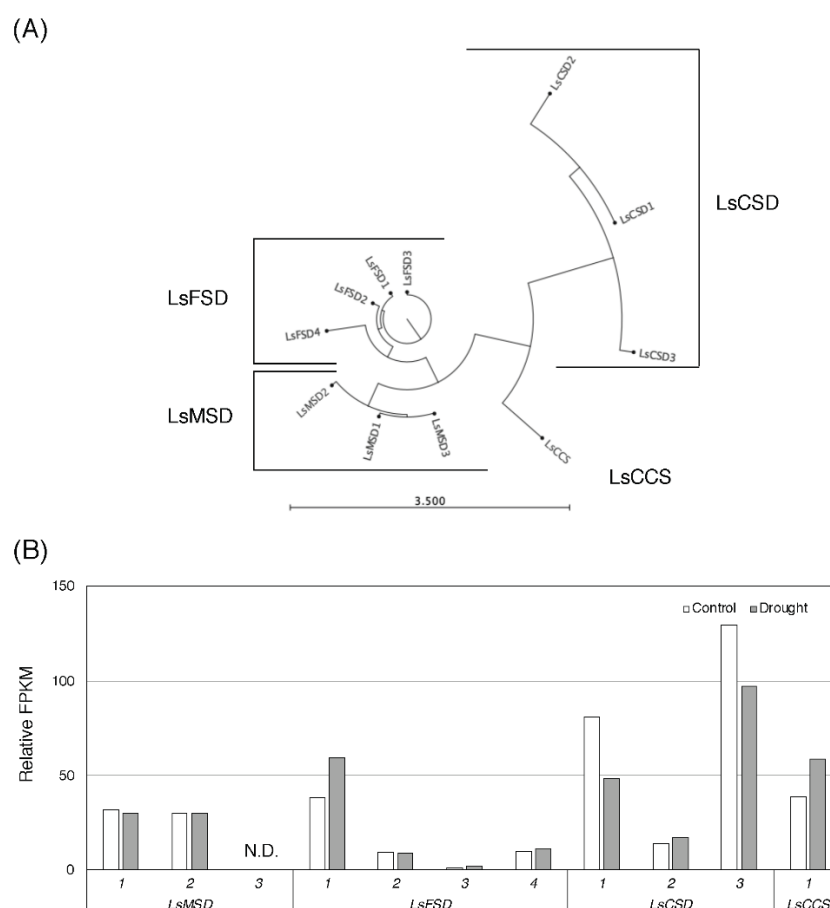 (A)
LsCSD2
LsCSD1
LsCSD
LsFSD3
LsFSD1
LsFSD2
LsFSD
LsFSD4
LsCSD3
LsMSD2
LsMSD
LsMSD1
LsMSD3
LsCCS
LsCCS
3.500
(B)
150
Control Drought
100
Relative FPKM
50
N.D.
0
1 2 3 1 2 3 4 1 2 3 1
LsMSD LsFSD LsCSD LsCCS